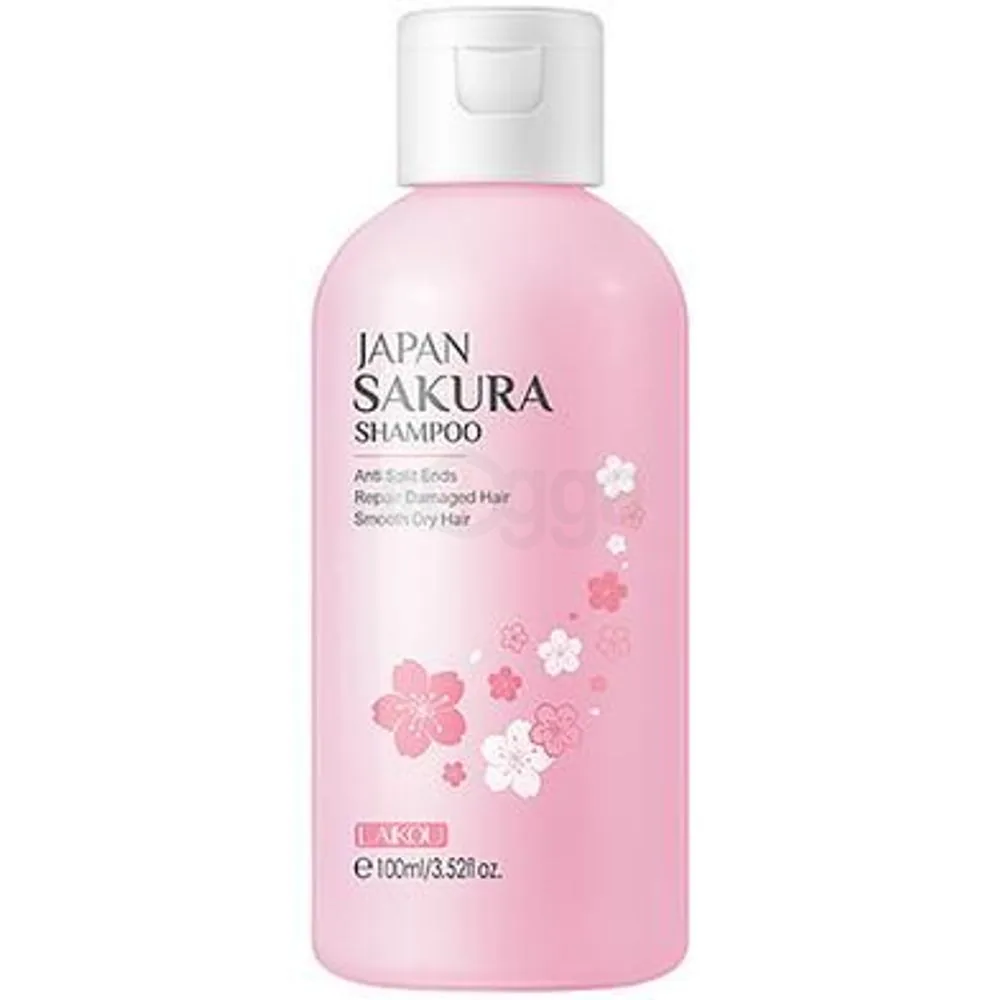 JAPAN
SAKURA
SHAMPOO
Anti Split Ends
Repair Damaged Hair
Smooth Dry Hair
LAIKOU
℮100ml/3.52fl oz.